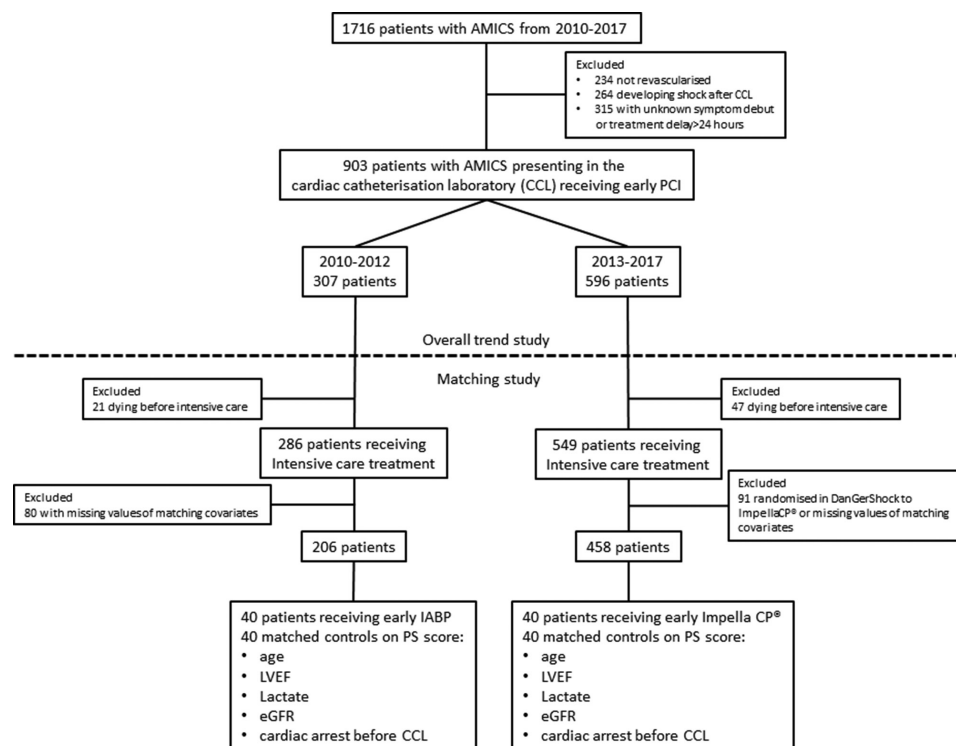 1716 patients with AMICS from 2010-2017
Excluded
• 234 not revascularised
• 264 developing shock after CCL
• 315 with unknown symptom debut
or treatment delay>24 hours
903 patients with AMICS presenting in the
cardiac catheterisation laboratory (CCL) receiving early PCI
2010-2012
307 patients
2013-2017
596 patients
Overall trend study
Matching study
Excluded
21 dying before intensive care
Excluded
47 dying before intensive care
286 patients receiving
Intensive care treatment
549 patients receiving
Intensive care treatment
Excluded
80 with missing values of matching covariates
Excluded
91 randomised in DanGerShock to
ImpellaCP® or missing values of matching
covariates
206 patients
458 patients
40 patients receiving early IABP
40 matched controls on PS score:
• age
• LVEF
• Lactate
• eGFR
• cardiac arrest before CCL
40 patients receiving early Impella CP®
40 matched controls on PS score:
• age
• LVEF
• Lactate
• eGFR
• cardiac arrest before CCL